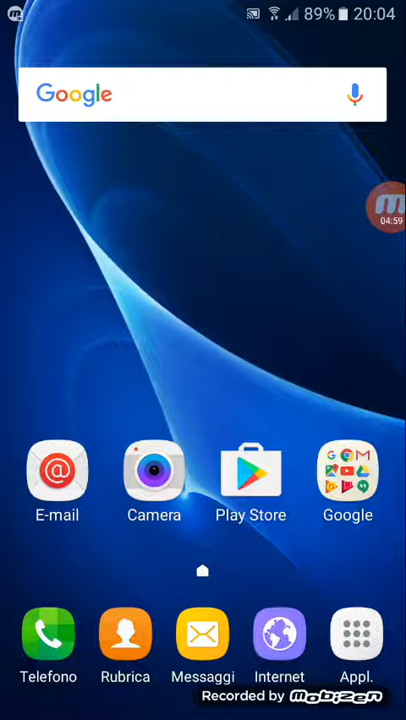 89% 20:04
Google
04:59
E-mail Camera Play Store Google
Telefono Rubrica Messaggi Internet Appl.
Recorded by mobizen